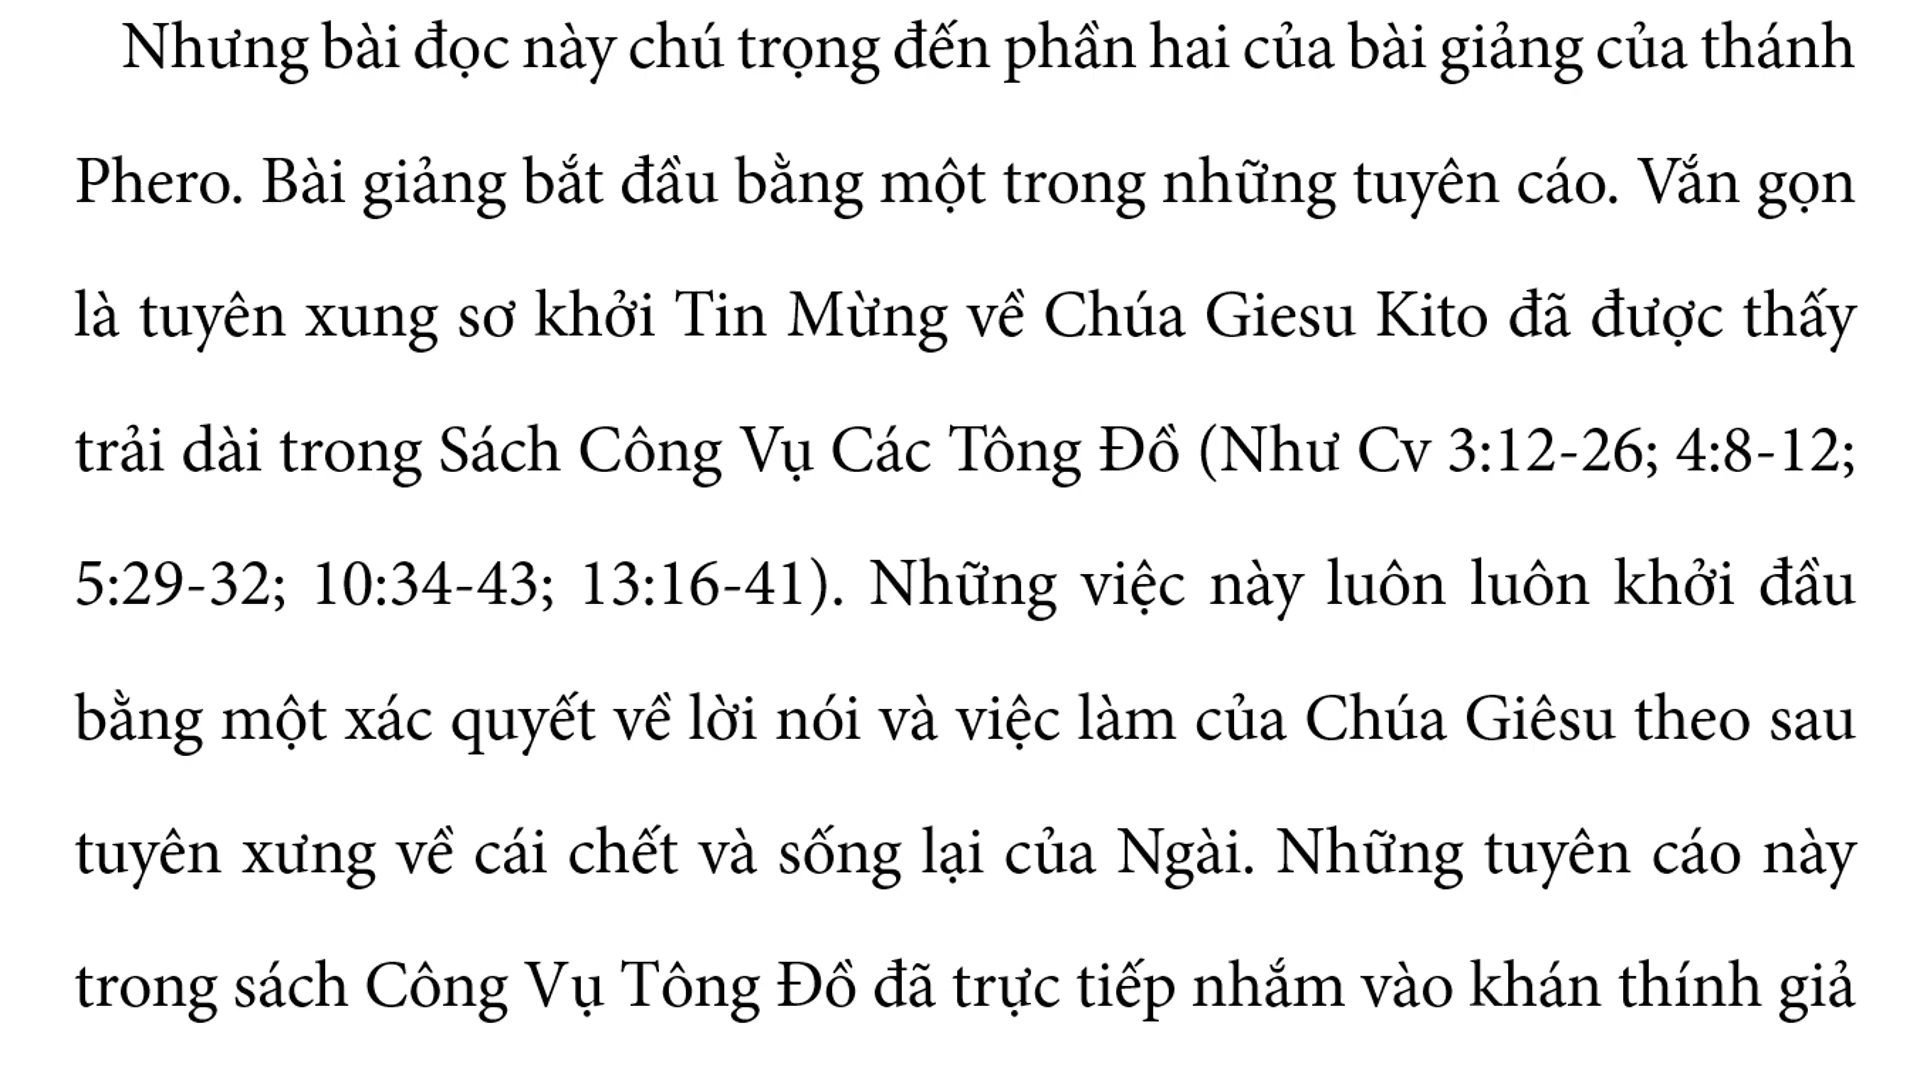 Nhưng bài đọc này chú trọng đến phần hai của bài giảng của thánh
Phero. Bài giảng bắt đầu bằng một trong những tuyên cáo. Vắn gọn
là tuyên xung sơ khởi Tin Mừng về Chúa Giesu Kito đã được thấy
trải dài trong Sách Công Vụ Các Tông Đồ (Như Cv 3:12-26; 4:8-12;
5:29-32; 10:34-43; 13:16-41). Những việc này luôn luôn khởi đầu
bằng một xác quyết về lời nói và việc làm của Chúa Giêsu theo sau
tuyên xưng về cái chết và sống lại của Ngài. Những tuyên cáo này
trong sách Công Vụ Tông Đồ đã trực tiếp nhắm vào khán thính giả